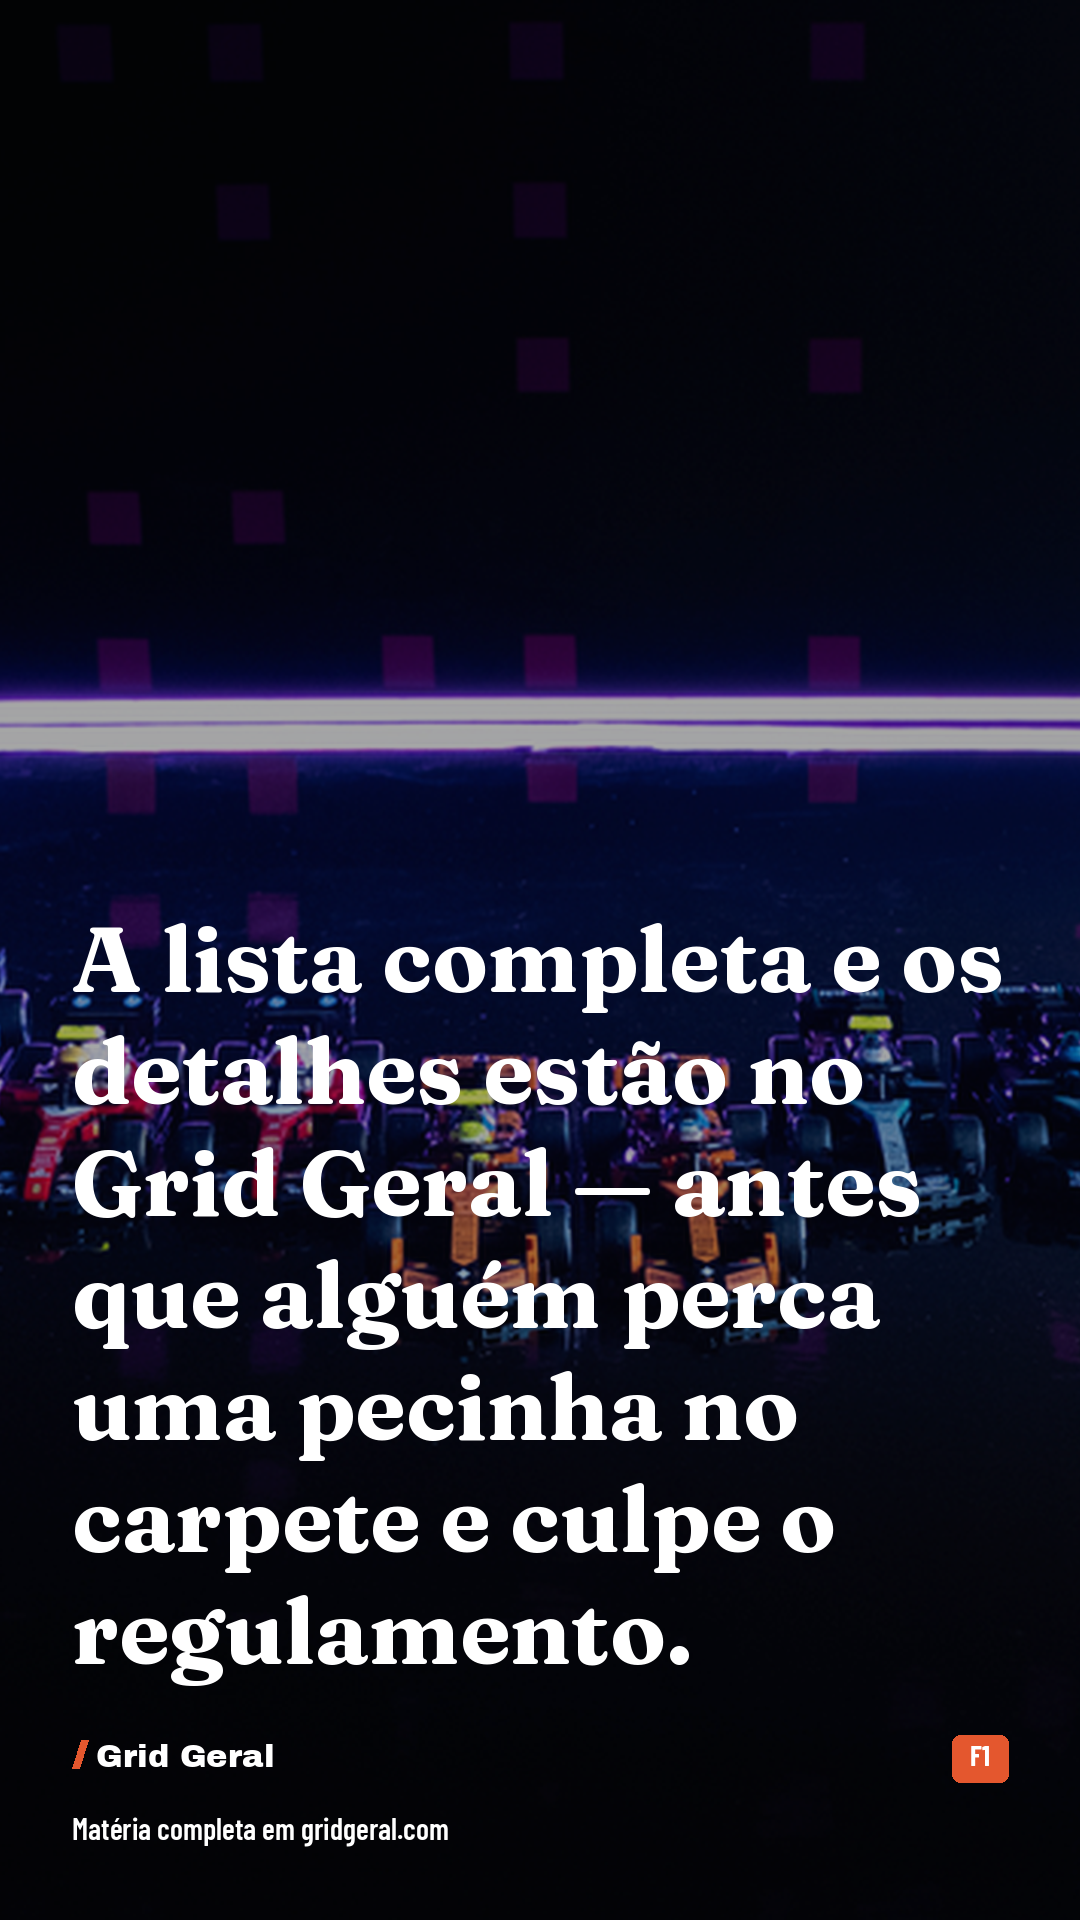 A lista completa e os
detalhes estão no
Grid Geral — antes
que alguém perca
uma pecinha no
carpete e culpe o
regulamento.
/ Grid Geral
F1
Matéria completa em gridgeral.com